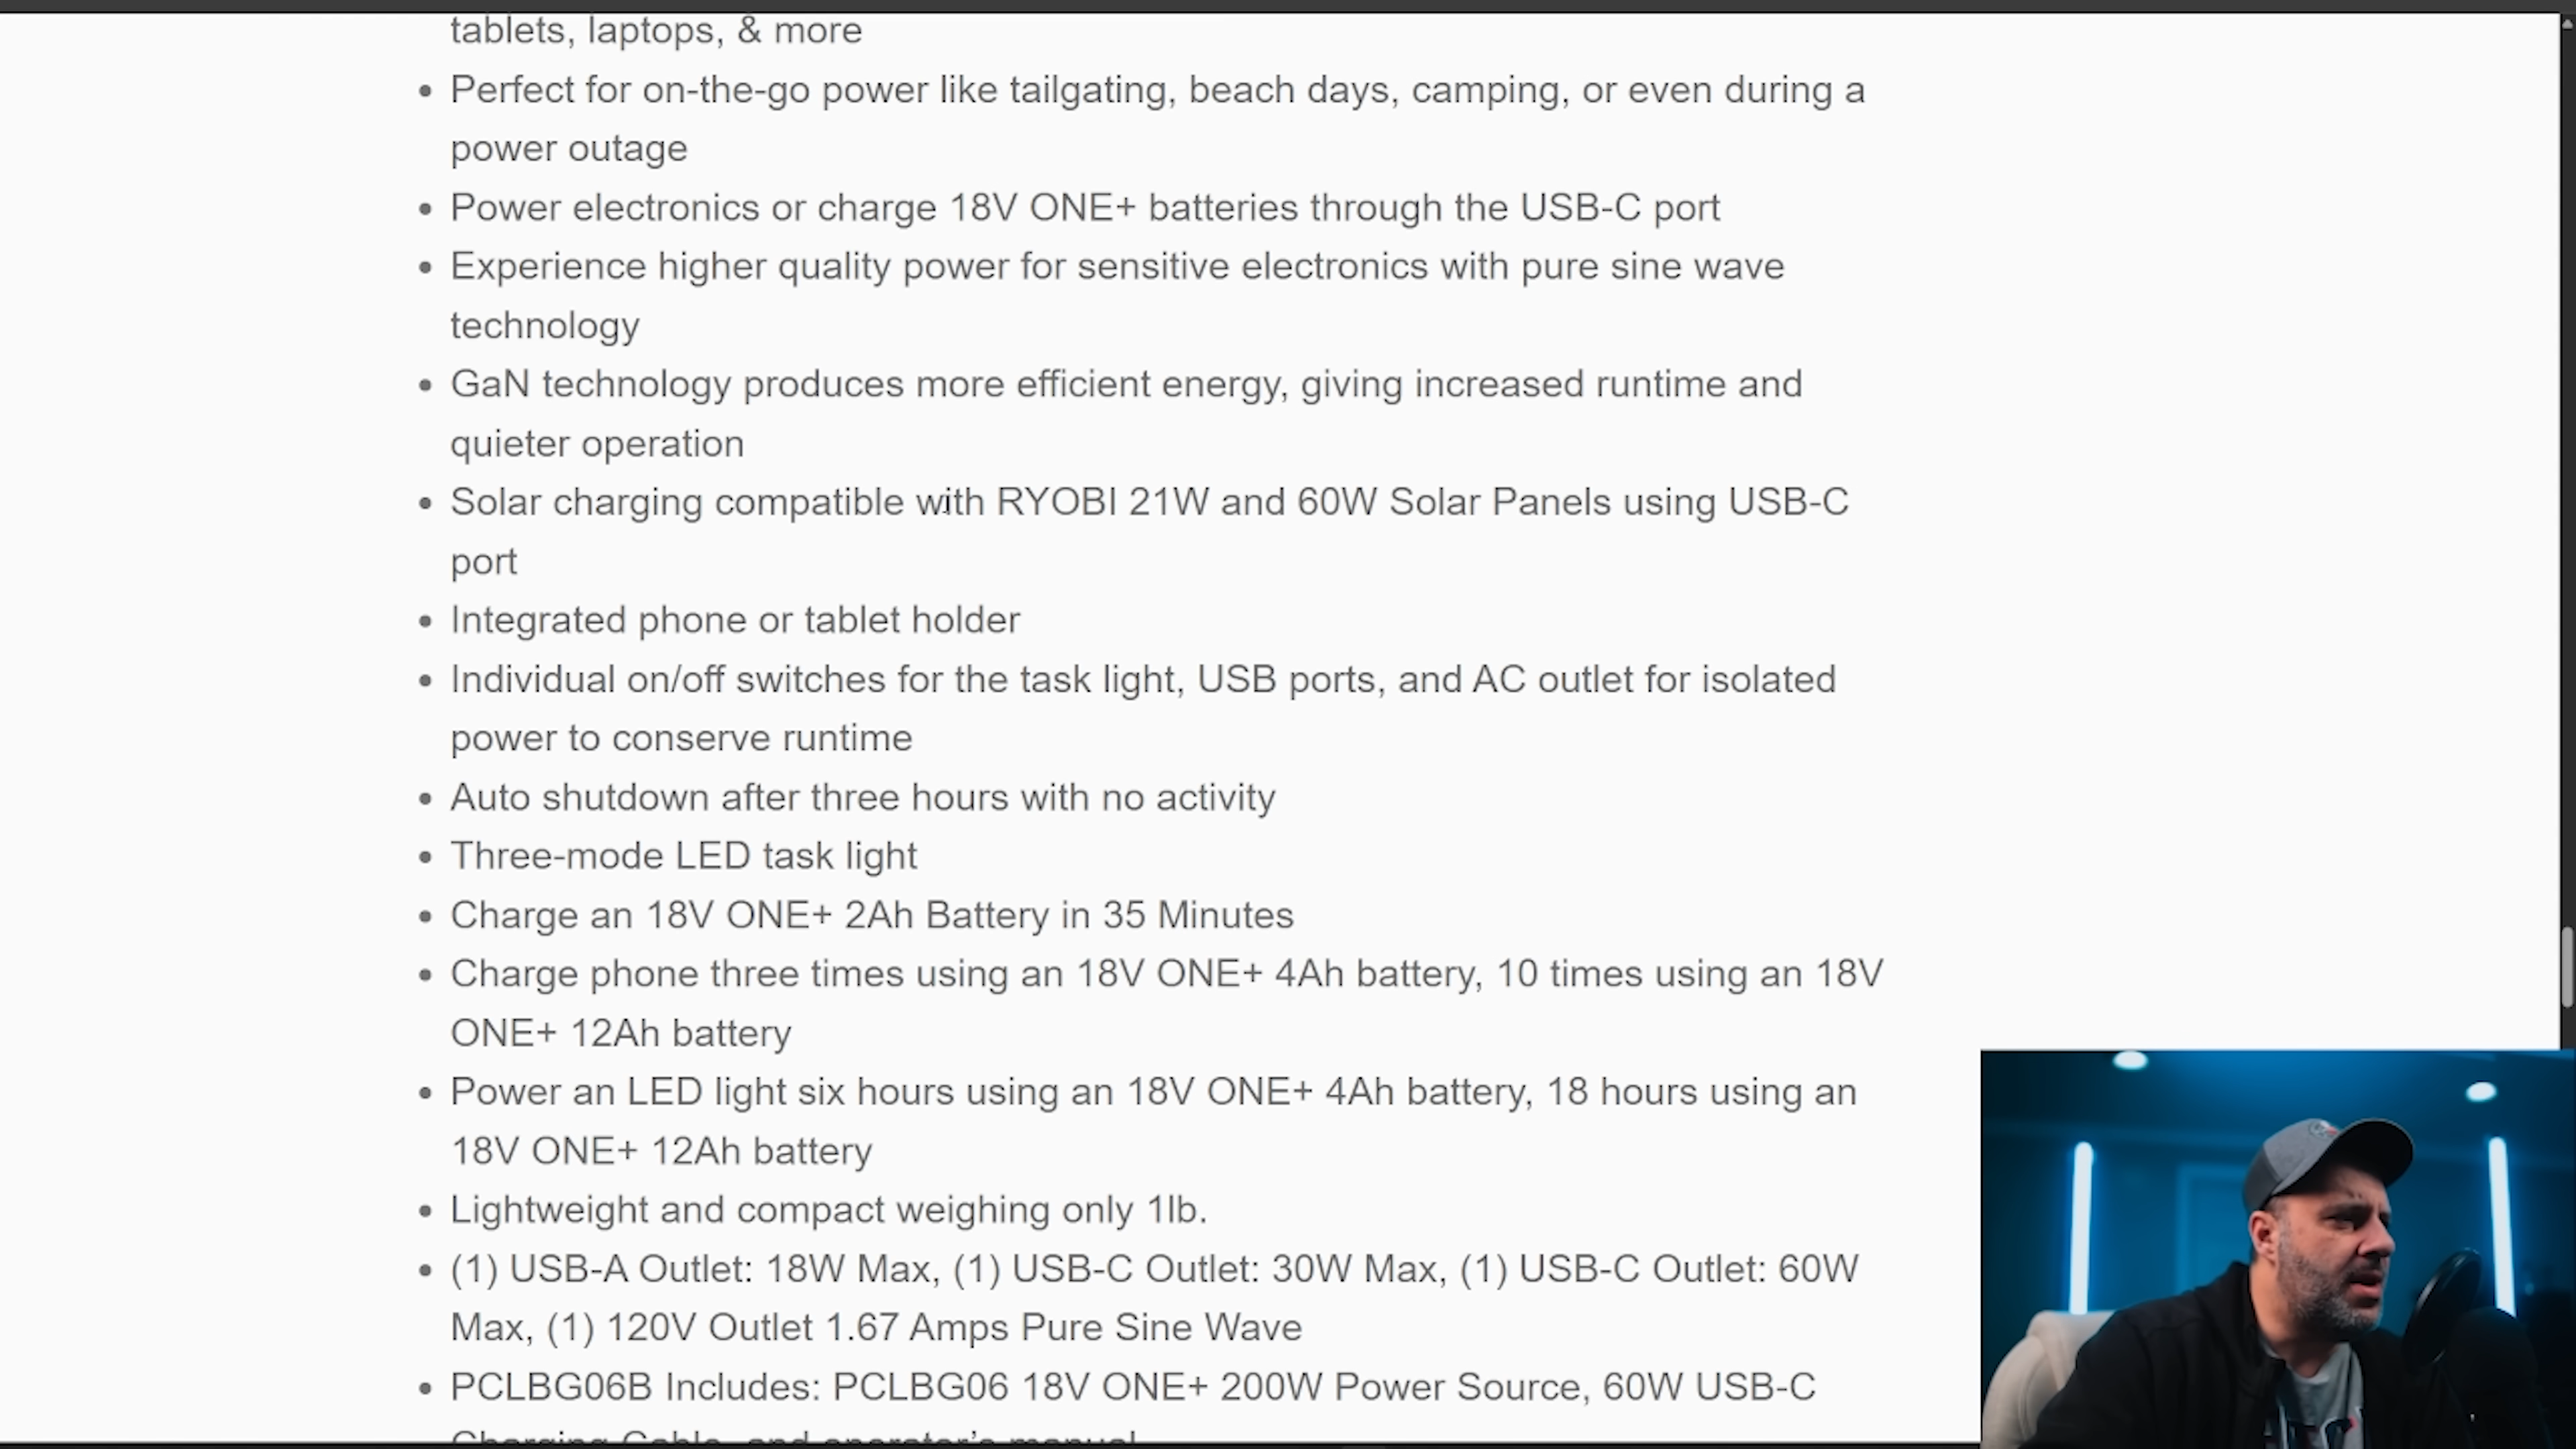 tablets, laptops, & more
• Perfect for on-the-go power like tailgating, beach days, camping, or even during a
power outage
• Power electronics or charge 18V ONE+ batteries through the USB-C port
• Experience higher quality power for sensitive electronics with pure sine wave
technology
• GaN technology produces more efficient energy, giving increased runtime and
quieter operation
• Solar charging compatible with RYOBI 21W and 60W Solar Panels using USB-C
port
• Integrated phone or tablet holder
• Individual on/off switches for the task light, USB ports, and AC outlet for isolated
power to conserve runtime
• Auto shutdown after three hours with no activity
• Three-mode LED task light
• Charge an 18V ONE+ 2Ah Battery in 35 Minutes
• Charge phone three times using an 18V ONE+ 4Ah battery, 10 times using an 18V
ONE+ 12Ah battery
• Power an LED light six hours using an 18V ONE+ 4Ah battery, 18 hours using an
18V ONE+ 12Ah battery
• Lightweight and compact weighing only 1lb.
• (1) USB-A Outlet: 18W Max, (1) USB-C Outlet: 30W Max, (1) USB-C Outlet: 60W
Max, (1) 120V Outlet 1.67 Amps Pure Sine Wave
• PCLBG06B Includes: PCLBG06 18V ONE+ 200W Power Source, 60W USB-C
Charging Cable, and operator's manual